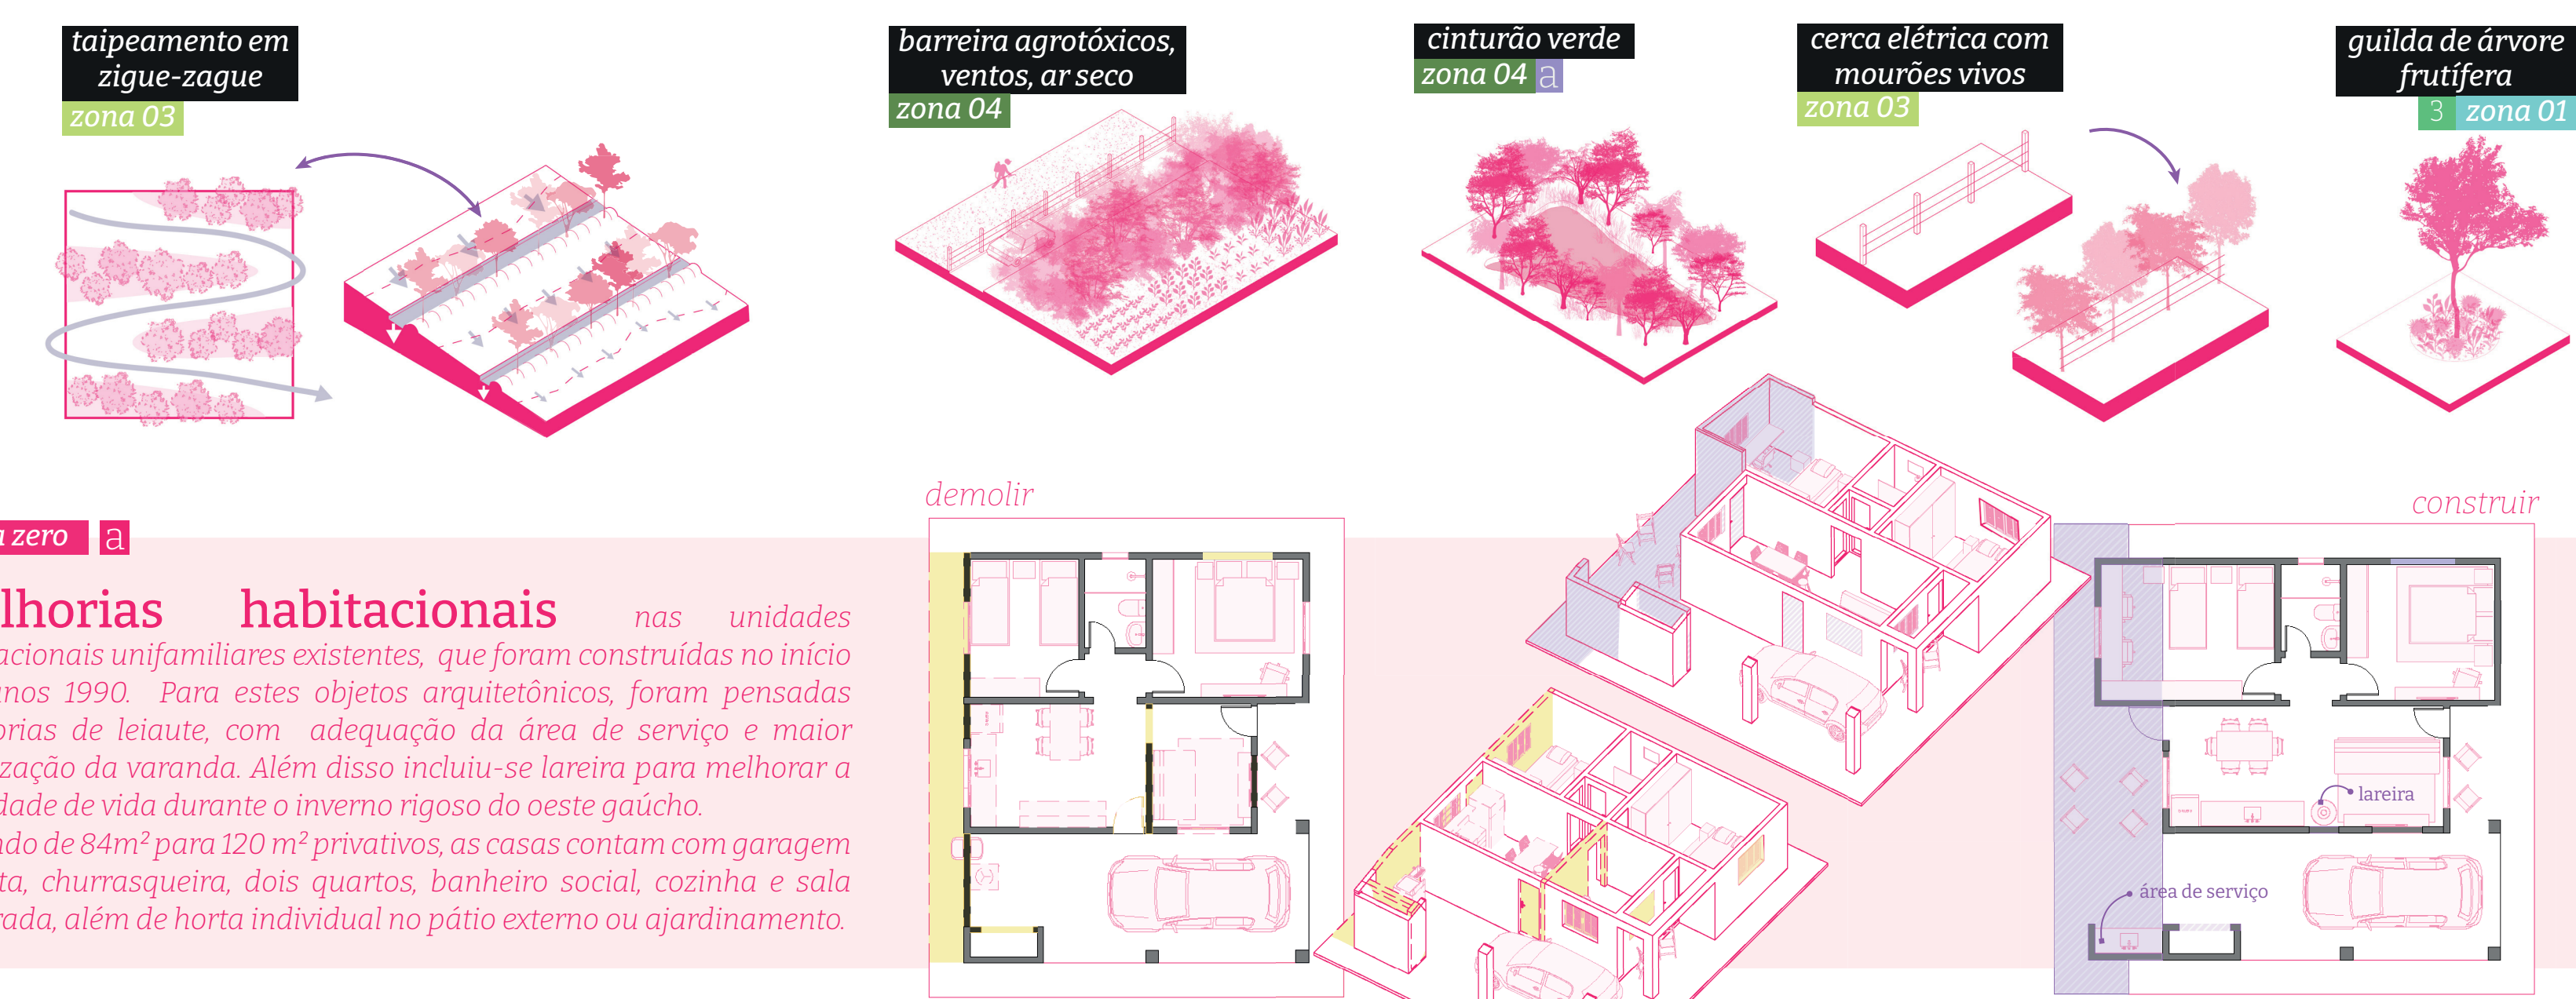 taipeamento em
zigue-zague
zona 03
barreira agrotóxicos,
ventos, ar seco
zona 04
cinturão verde
zona 04 a
cerca elétrica com
mourões vivos
zona 03
guilda de árvore
frutífera
3 zona 01
a zero a
lhorias habitacionais nas unidades
acionais unifamiliares existentes, que foram construídas no início
anos 1990. Para estes objetos arquitetônicos, foram pensadas
orias de leiaute, com adequação da área de serviço e maior
ização da varanda. Além disso incluiu-se lareira para melhorar a
dade de vida durante o inverno rigoso do oeste gaúcho.
ndo de 84m² para 120 m² privativos, as casas contam com garagem
ta, churrasqueira, dois quartos, banheiro social, cozinha e sala
rada, além de horta individual no pátio externo ou ajardinamento.
demolir
construir
lareira
área de serviço